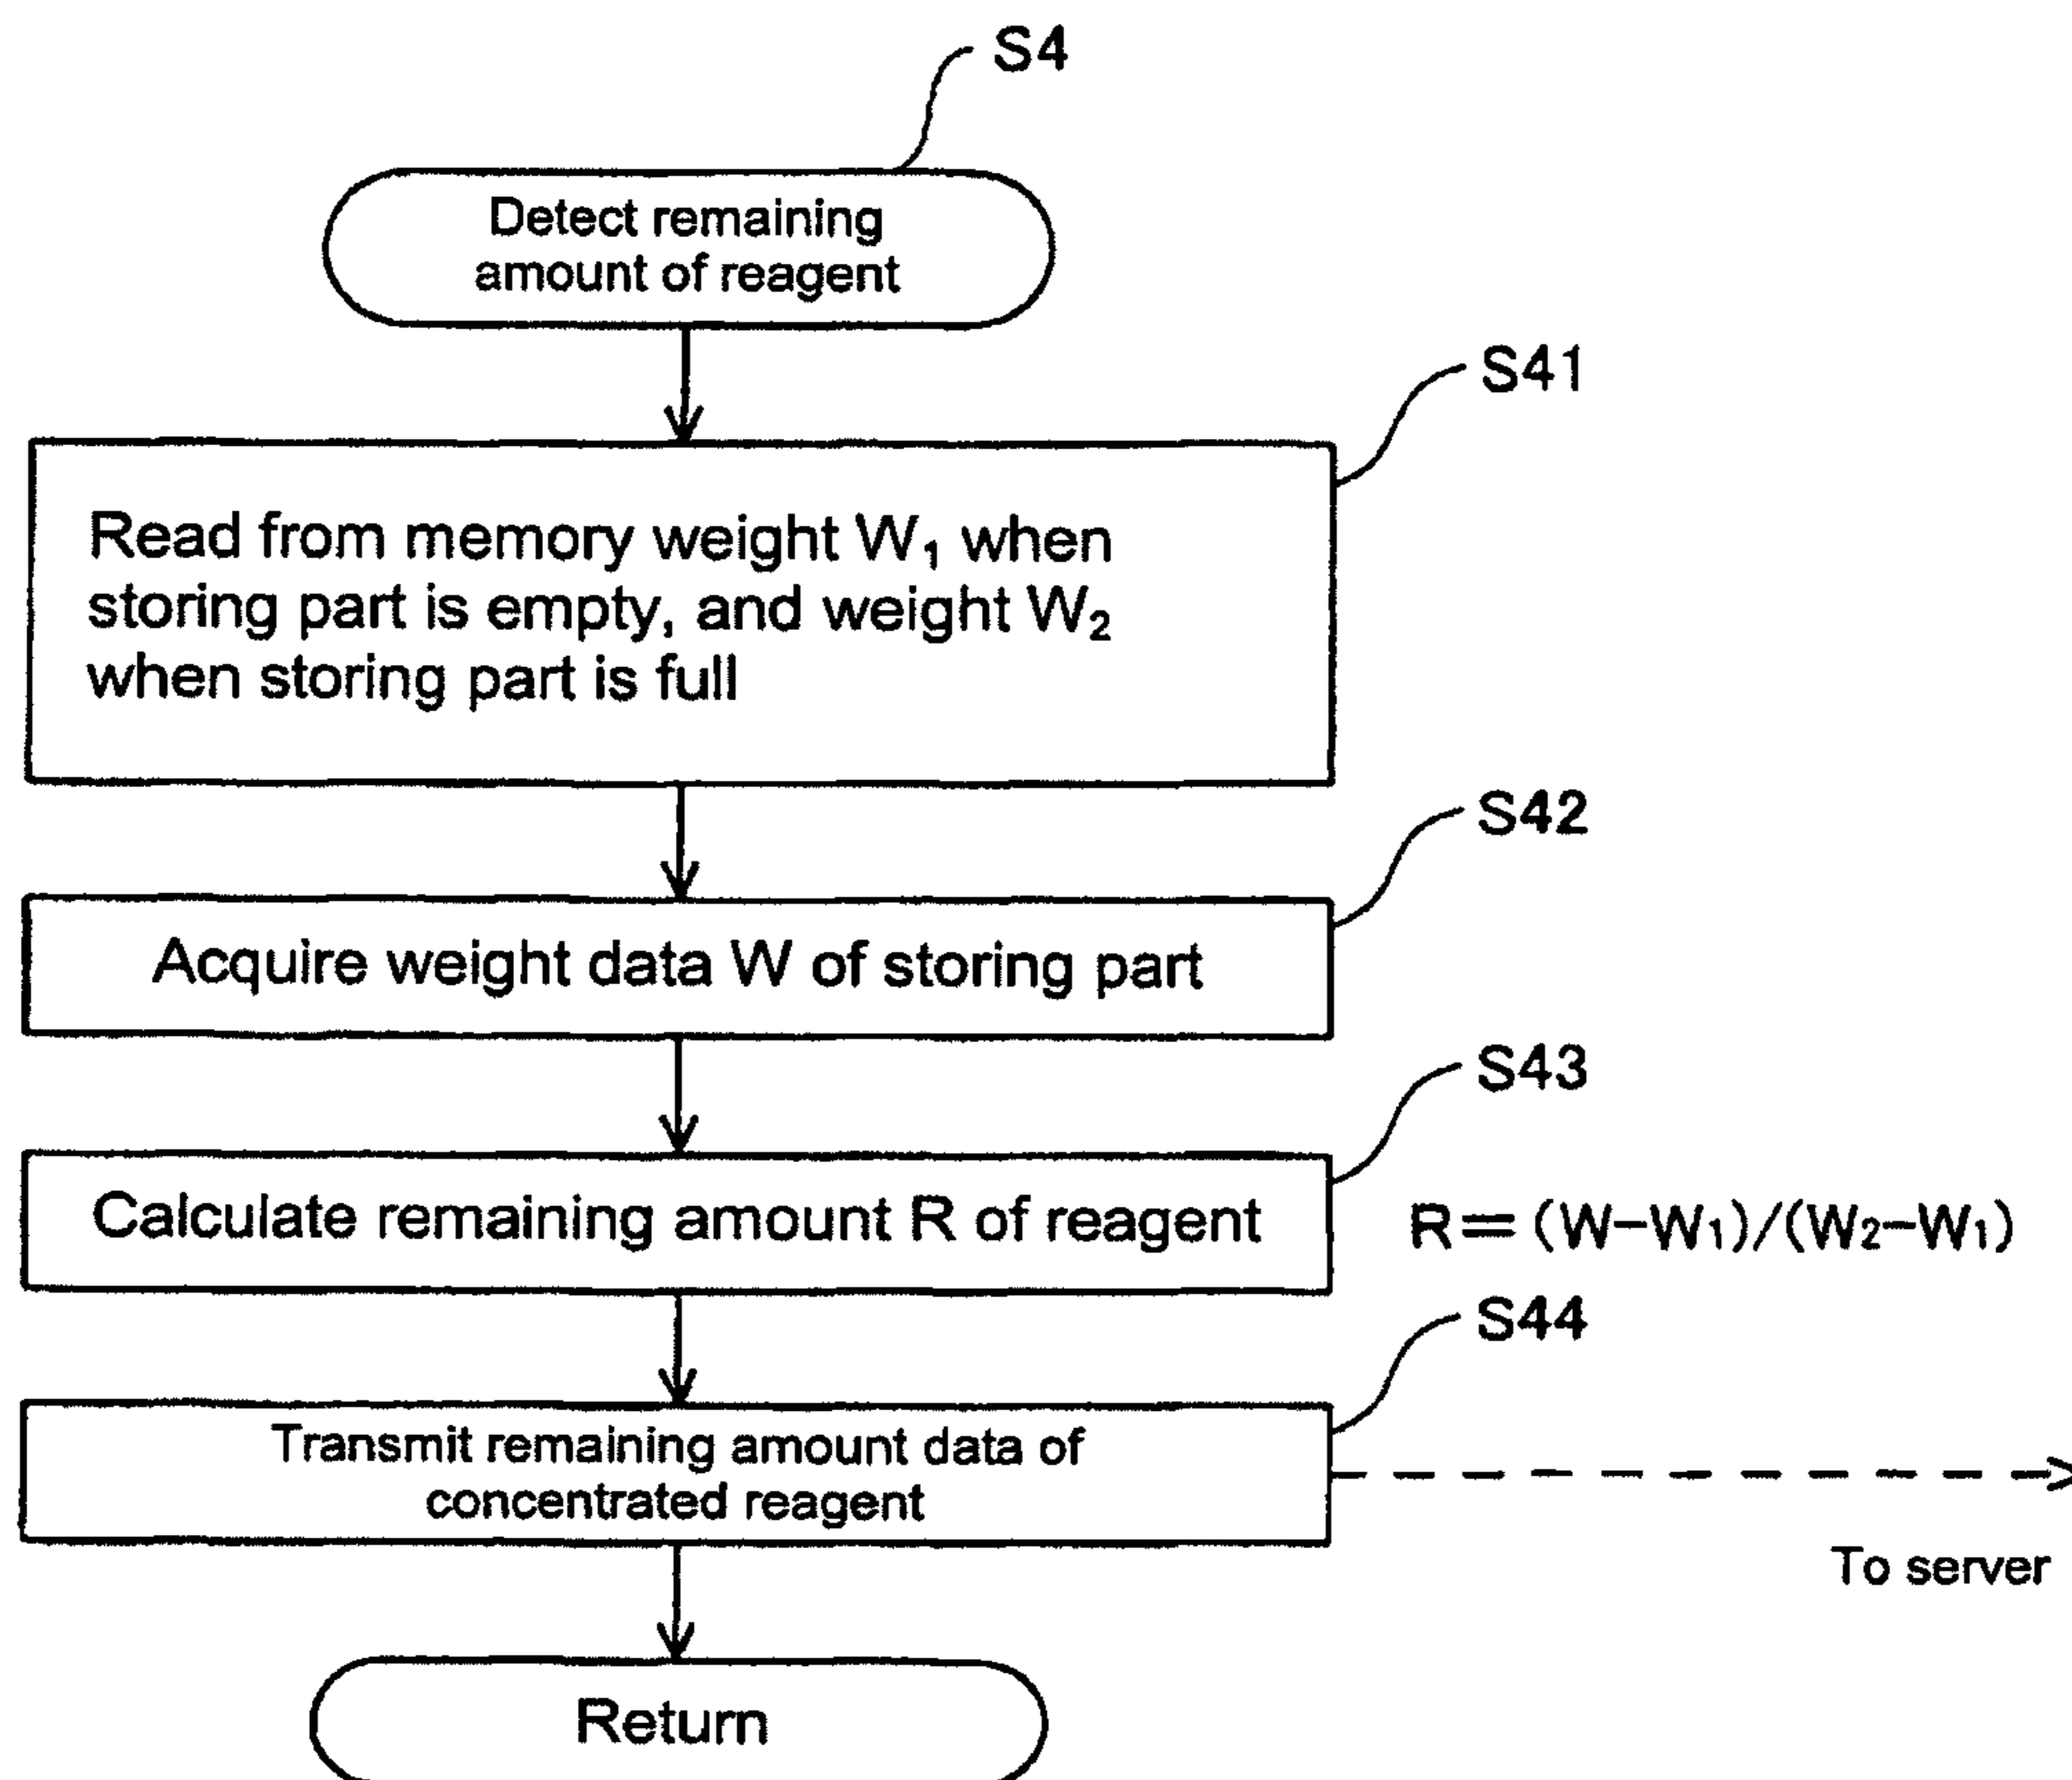 S4
Detect remaining
amount of reagent
S41
Read from memory weight W₁ when
storing part is empty, and weight W₂
when storing part is full
S42
Acquire weight data W of storing part
S43
Calculate remaining amount R of reagent
R=(W-W₁)/(W₂-W₁)
S44
Transmit remaining amount data of
concentrated reagent
To server
Return